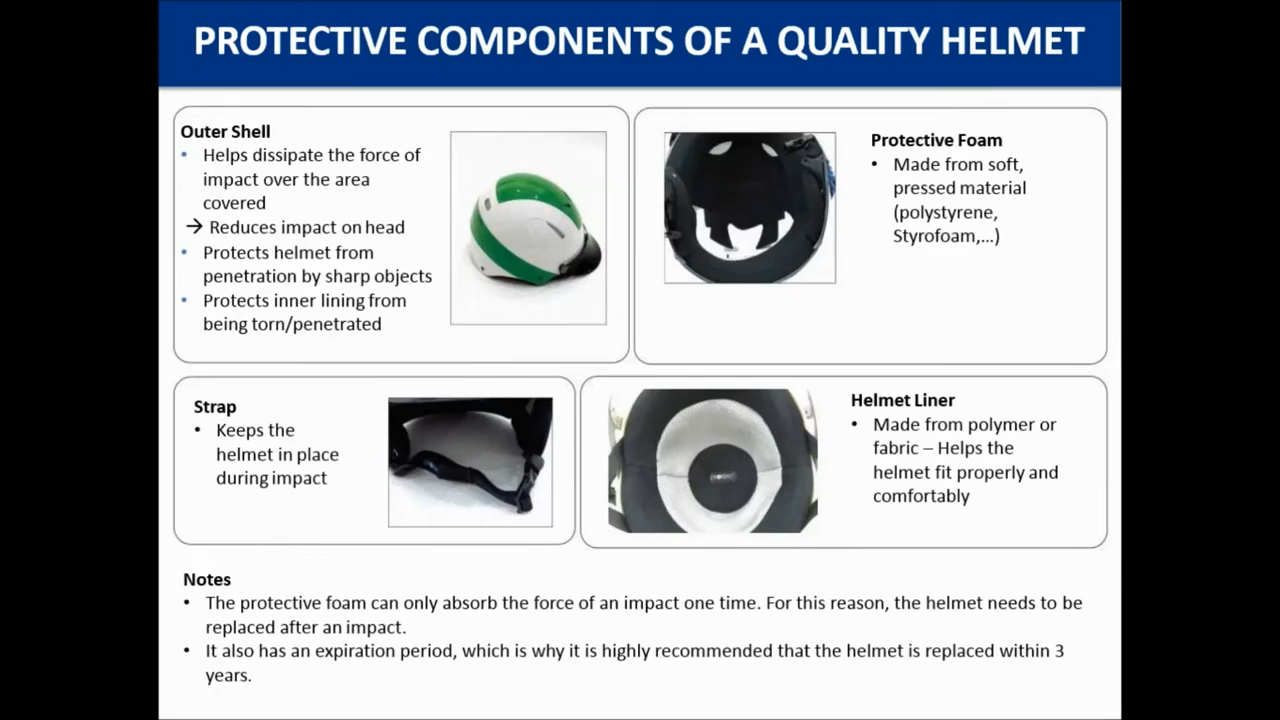 PROTECTIVE COMPONENTS OF A QUALITY HELMET
Outer Shell
• Helps dissipate the force of
impact over the area
covered
→ Reduces impact on head
• Protects helmet from
penetration by sharp objects
• Protects inner lining from
being torn/penetrated
Protective Foam
• Made from soft,
pressed material
(polystyrene,
Styrofoam,...)
Strap
• Keeps the
helmet in place
during impact
Helmet Liner
• Made from polymer or
fabric – Helps the
helmet fit properly and
comfortably
Notes
• The protective foam can only absorb the force of an impact one time. For this reason, the helmet needs to be
replaced after an impact.
• It also has an expiration period, which is why it is highly recommended that the helmet is replaced within 3
years.